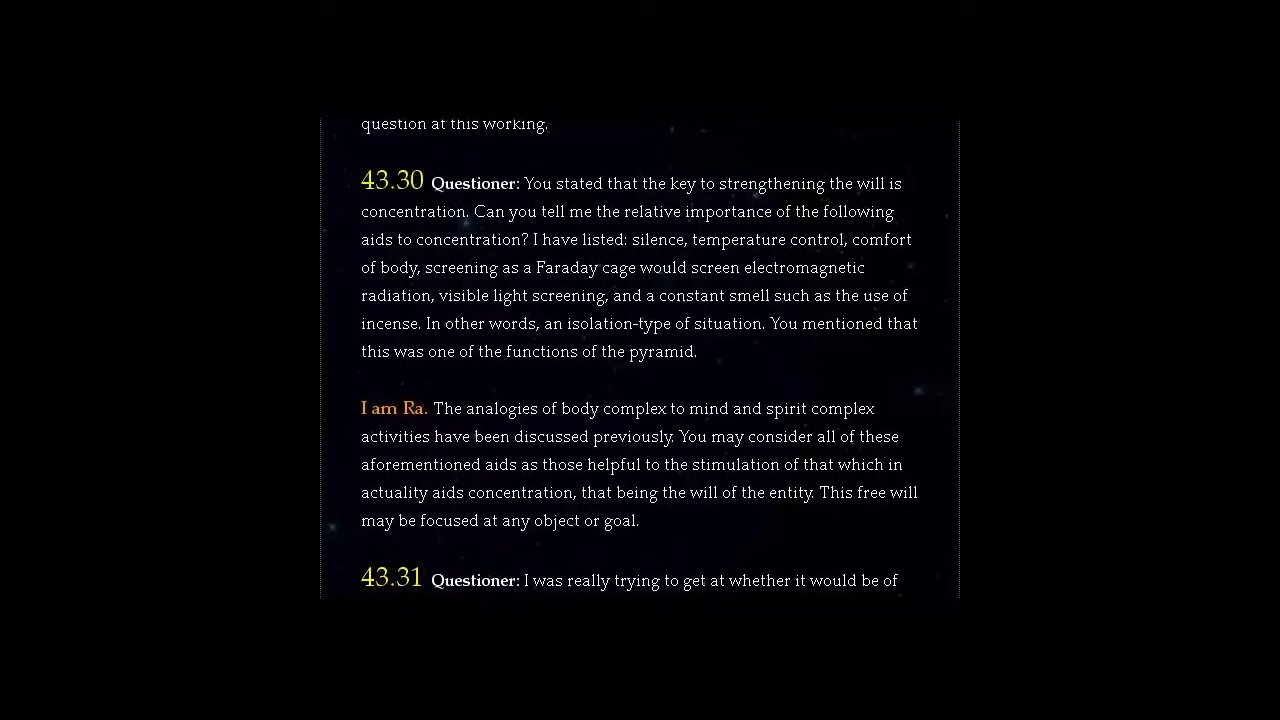 question at this working.
43.30 Questioner: You stated that the key to strengthening the will is
concentration. Can you tell me the relative importance of the following
aids to concentration? I have listed: silence, temperature control, comfort
of body, screening as a Faraday cage would screen electromagnetic
radiation, visible light screening, and a constant smell such as the use of
incense. In other words, an isolation-type of situation. You mentioned that
this was one of the functions of the pyramid.
I am Ra. The analogies of body complex to mind and spirit complex
activities have been discussed previously. You may consider all of these
aforementioned aids as those helpful to the stimulation of that which in
actuality aids concentration, that being the will of the entity. This free will
may be focused at any object or goal.
43.31 Questioner: I was really trying to get at whether it would be of